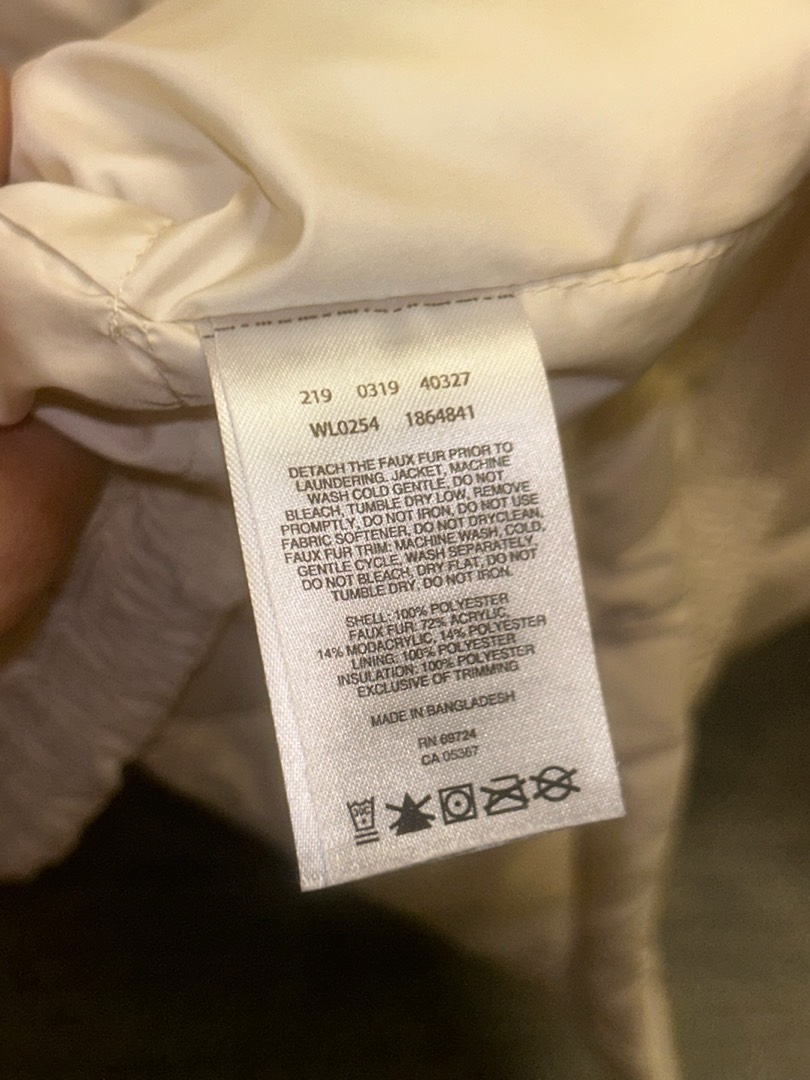 219 0319 40327
WL0254 1864841
DETACH THE FAUX FUR PRIOR TO
LAUNDERING. JACKET, MACHINE
WASH COLD GENTLE, DO NOT
BLEACH, TUMBLE DRY LOW, REMOVE
PROMPTLY, DO NOT IRON, DO NOT USE
FABRIC SOFTENER, DO NOT DRYCLEAN.
FAUX FUR TRIM: MACHINE WASH, COLD,
GENTLE CYCLE, WASH SEPARATELY,
DO NOT BLEACH, DRY FLAT, DO NOT
TUMBLE DRY, DO NOT IRON.
SHELL: 100% POLYESTER
FAUX FUR: 72% ACRYLIC,
14% MODACRYLIC, 14% POLYESTER
LINING: 100% POLYESTER
INSULATION: 100% POLYESTER
EXCLUSIVE OF TRIMMING
MADE IN BANGLADESH
RN 69724
CA 05367